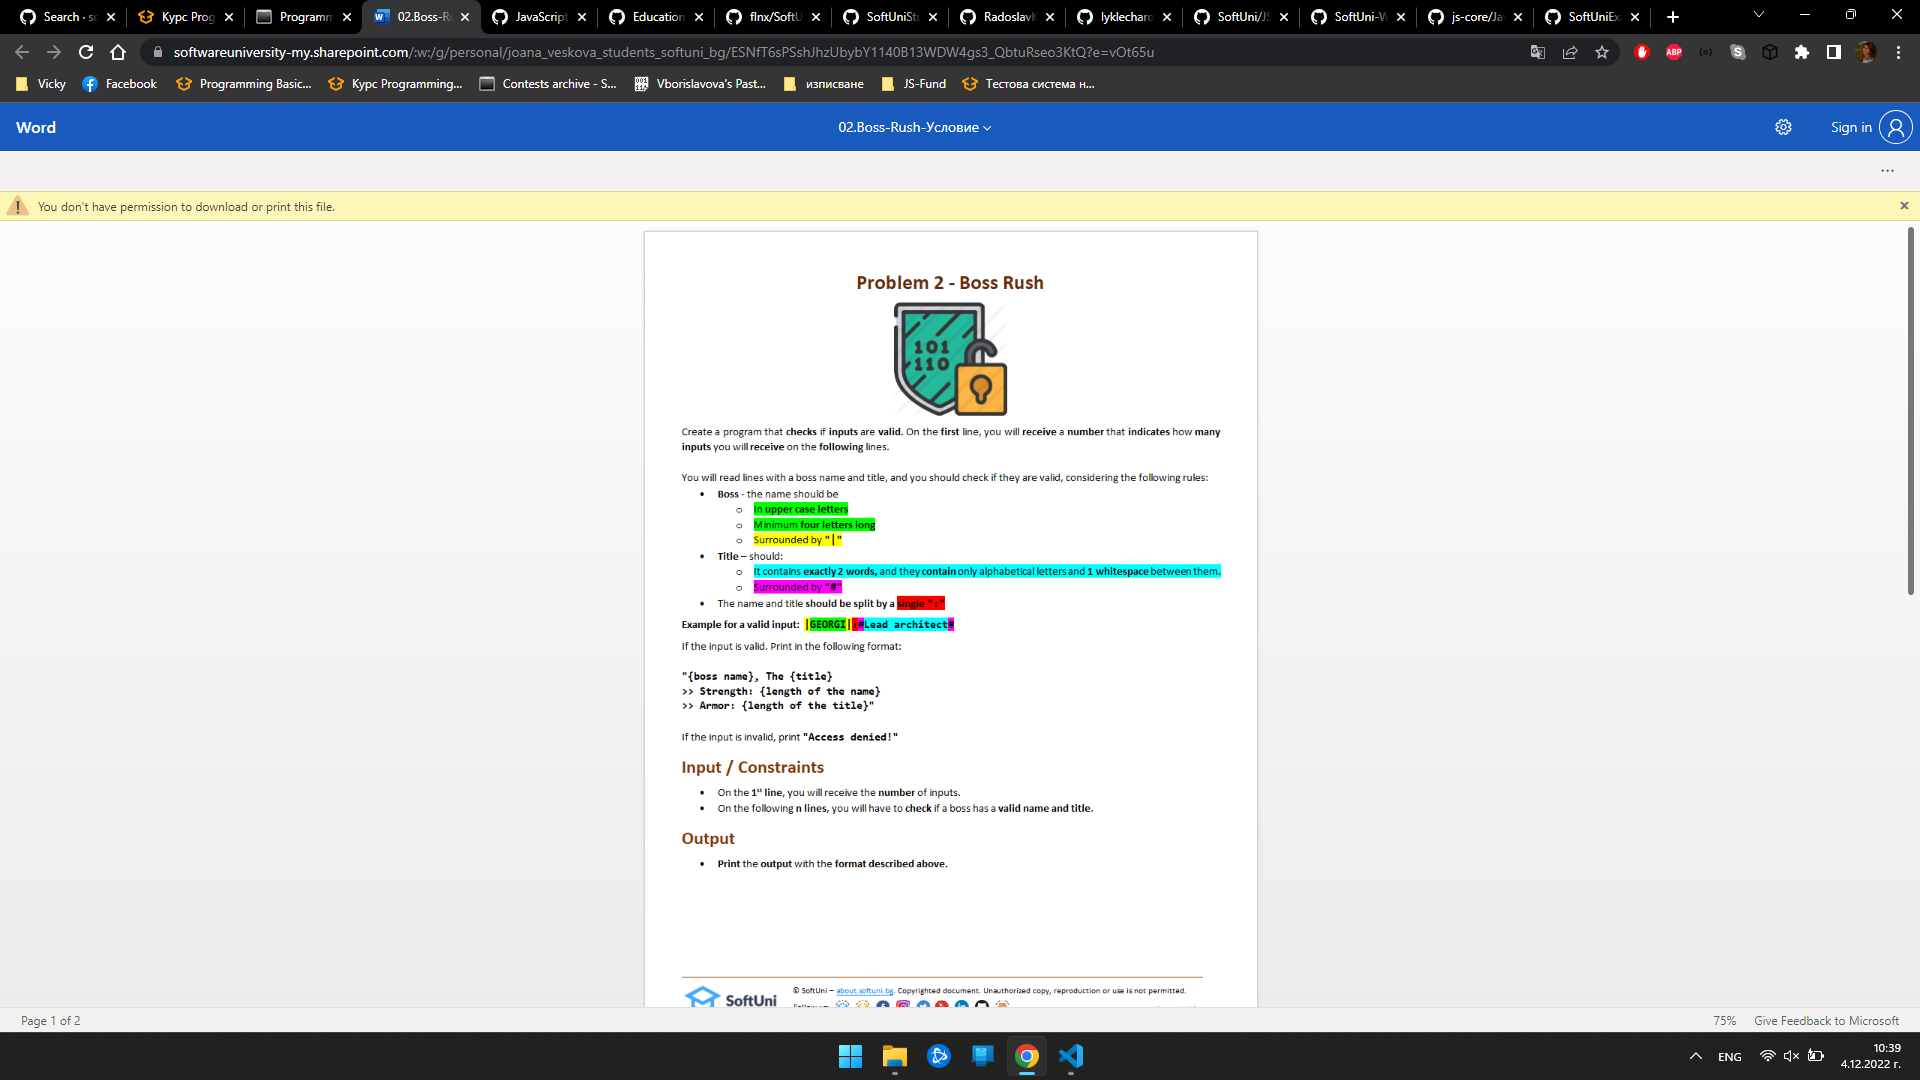 Search · sc
Курс Prog
Programm
02.Boss-R
JavaScript
Education
flnx/SoftU
SoftUniStu
RadoslavK
lyklecharo
SoftUni/JS
SoftUni-W
js-core/Ja
SoftUniEx
softwareuniversity-my.sharepoint.com/:w:/g/personal/joana_veskova_students_softuni_bg/ESNfT6sPSshJhzUbybY1140B13WDW4gs3_QbtuRseo3KtQ?e=vOt65u
ABP
Vicky
Facebook
Programming Basic...
Курс Programming...
Contests archive - S...
Vborislavova's Past...
изписване
JS-Fund
Тестова система н...
Word
02.Boss-Rush-Условие
Sign in
You don't have permission to download or print this file.
Problem 2 - Boss Rush
101
110
Create a program that checks if inputs are valid. On the first line, you will receive a number that indicates how many
inputs you will receive on the following lines.
You will read lines with a boss name and title, and you should check if they are valid, considering the following rules:
• Boss - the name should be
o In upper case letters
o Minimum four letters long
o Surrounded by "|"
• Title – should:
o It contains exactly 2 words, and they contain only alphabetical letters and 1 whitespace between them.
o Surrounded by "#"
• The name and title should be split by a single ":"
Example for a valid input: |GEORGI|:#Lead architect#
If the input is valid. Print in the following format:
"{boss name}, The {title}
>> Strength: {length of the name}
>> Armor: {length of the title}"
If the input is invalid, print "Access denied!"
Input / Constraints
• On the 1st line, you will receive the number of inputs.
• On the following n lines, you will have to check if a boss has a valid name and title.
Output
• Print the output with the format described above.
SoftUni
© SoftUni – about.softuni.bg. Copyrighted document. Unauthorized copy, reproduction or use is not permitted.
Page 1 of 2
75%
Give Feedback to Microsoft
ENG
10:39
4.12.2022 г.